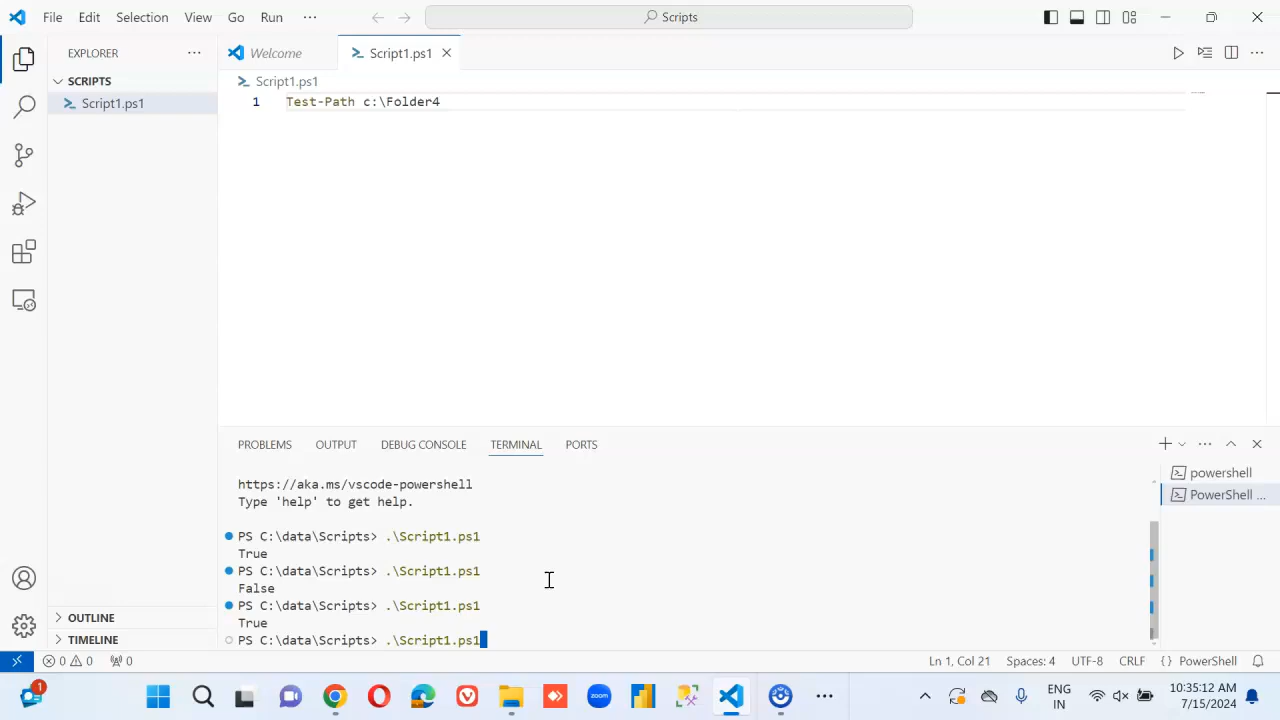 File Edit Selection View Go Run ··· Scripts
EXPLORER ···
Welcome Script1.ps1
SCRIPTS
Script1.ps1
Script1.ps1
1 Test-Path c:\Folder4
PROBLEMS OUTPUT DEBUG CONSOLE TERMINAL PORTS
powershell
PowerShell ...
https://aka.ms/vscode-powershell
Type 'help' to get help.
PS C:\data\Scripts> .\Script1.ps1
True
PS C:\data\Scripts> .\Script1.ps1
False
PS C:\data\Scripts> .\Script1.ps1
True
PS C:\data\Scripts> .\Script1.ps1
OUTLINE
TIMELINE
0 0 0 Ln 1, Col 21 Spaces: 4 UTF-8 CRLF {} PowerShell
1
zoom
ENG
IN
10:35:12 AM
7/15/2024